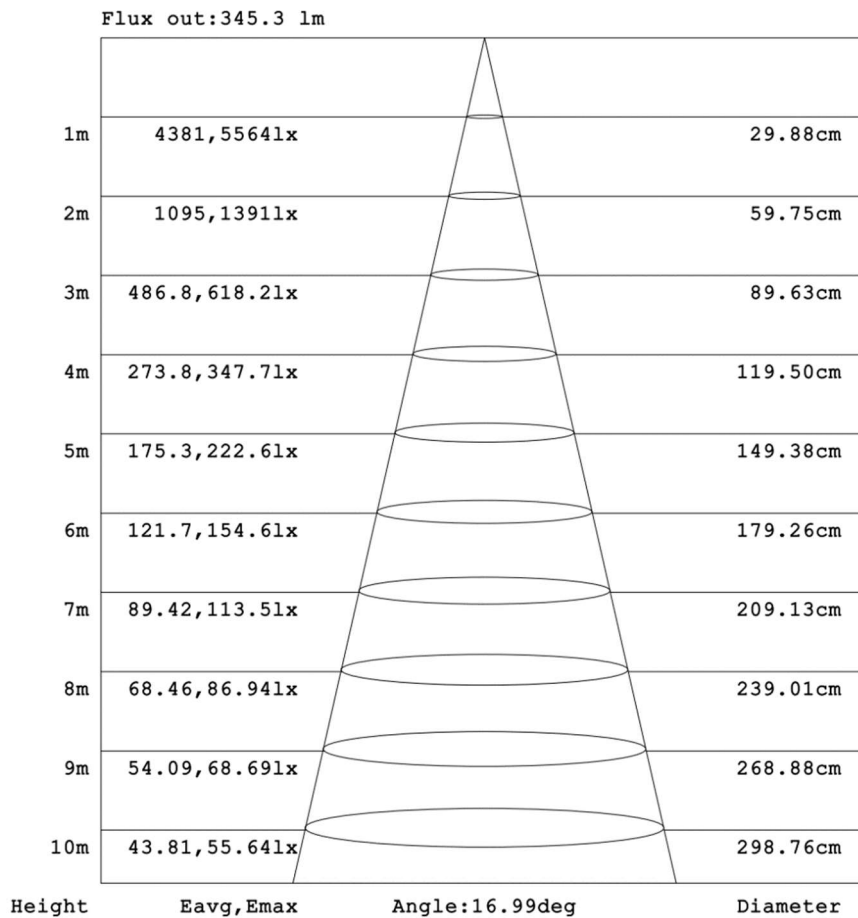 Flux out:345.3 lm
1m 4381,5564lx 29.88cm
2m 1095,1391lx 59.75cm
3m 486.8,618.2lx 89.63cm
4m 273.8,347.7lx 119.50cm
5m 175.3,222.6lx 149.38cm
6m 121.7,154.6lx 179.26cm
7m 89.42,113.5lx 209.13cm
8m 68.46,86.94lx 239.01cm
9m 54.09,68.69lx 268.88cm
10m 43.81,55.64lx 298.76cm
Height Eavg,Emax Angle:16.99deg Diameter